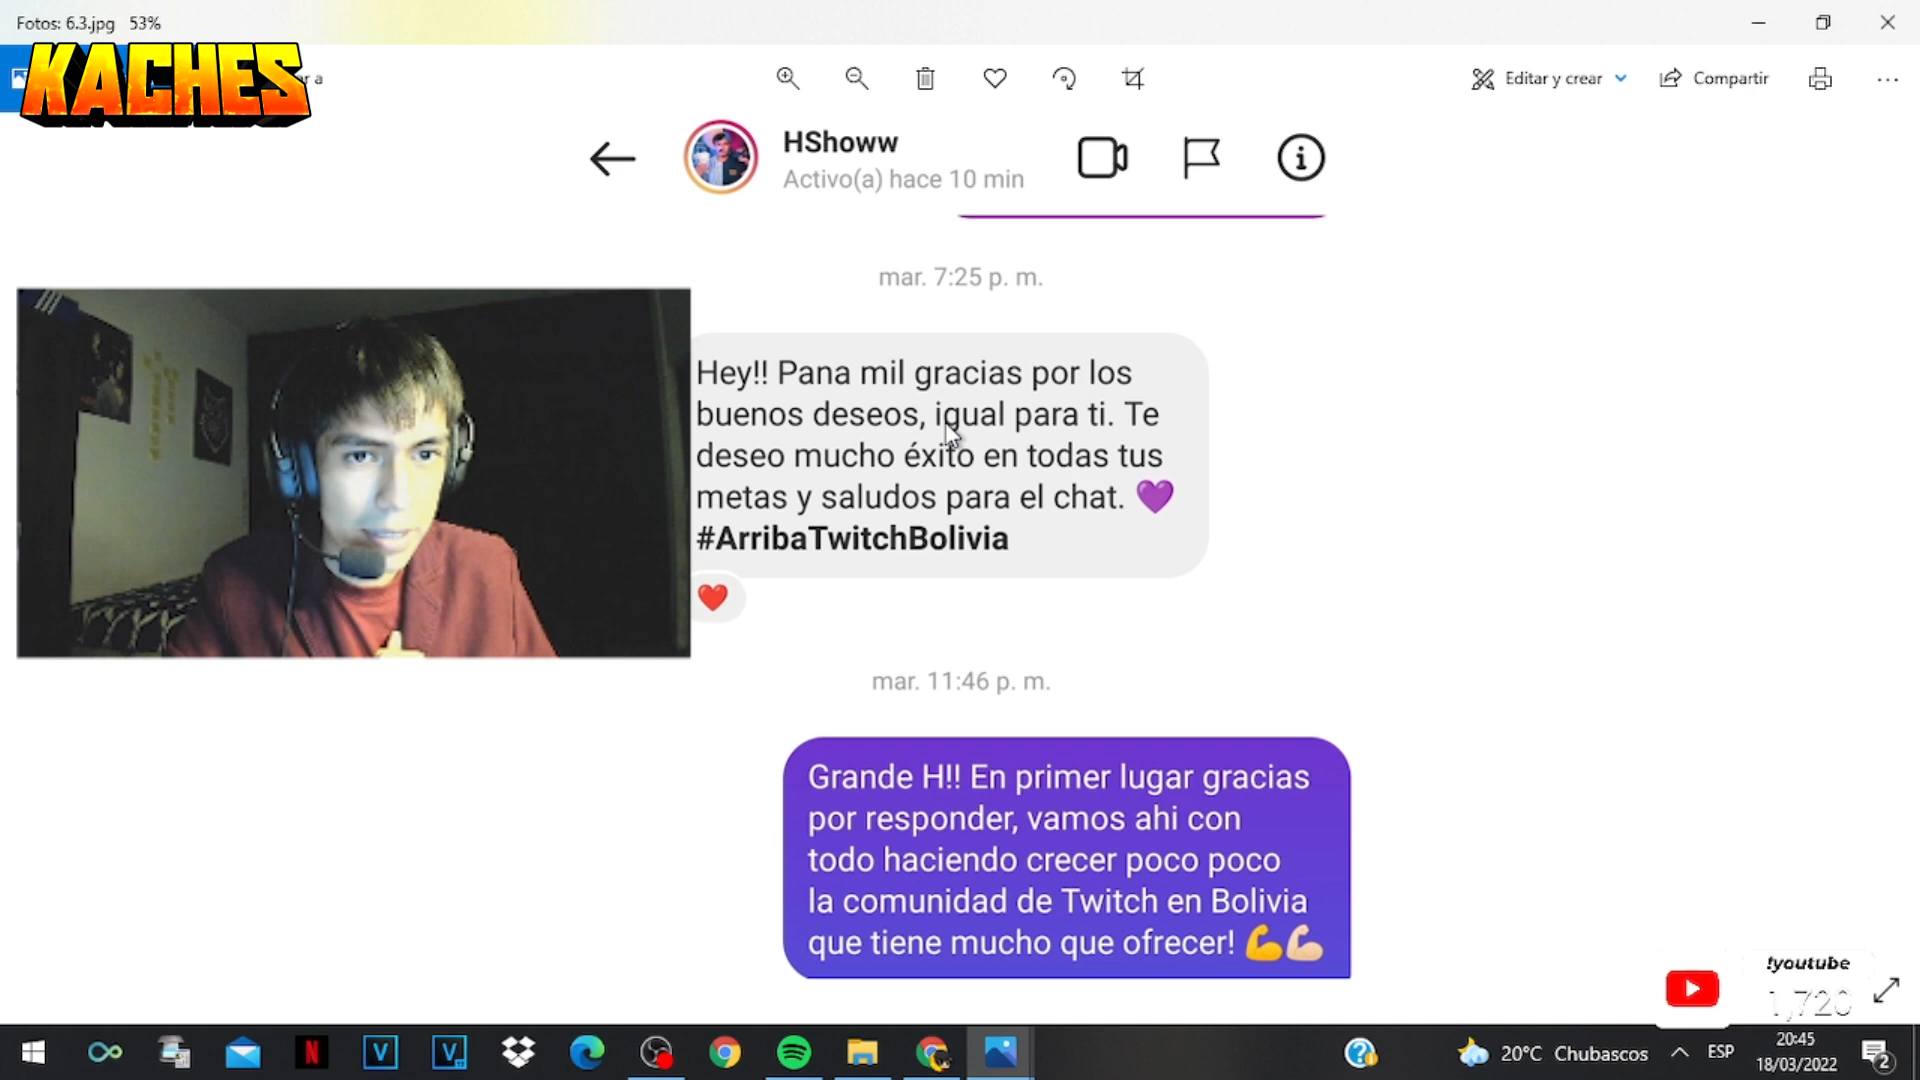 Fotos: 6.3.jpg 53%
KACHES
ar a
Editar y crear
Compartir
HShoww
Activo(a) hace 10 min
mar. 7:25 p. m.
Hey!! Pana mil gracias por los
buenos deseos, igual para ti. Te
deseo mucho éxito en todas tus
metas y saludos para el chat. 💜
#ArribaTwitchBolivia
❤️
mar. 11:46 p. m.
Grande H!! En primer lugar gracias
por responder, vamos ahi con
todo haciendo crecer poco poco
la comunidad de Twitch en Bolivia
que tiene mucho que ofrecer! 💪💪🏻
!youtube
1,720
20°C Chubascos
ESP
20:45
18/03/2022
2